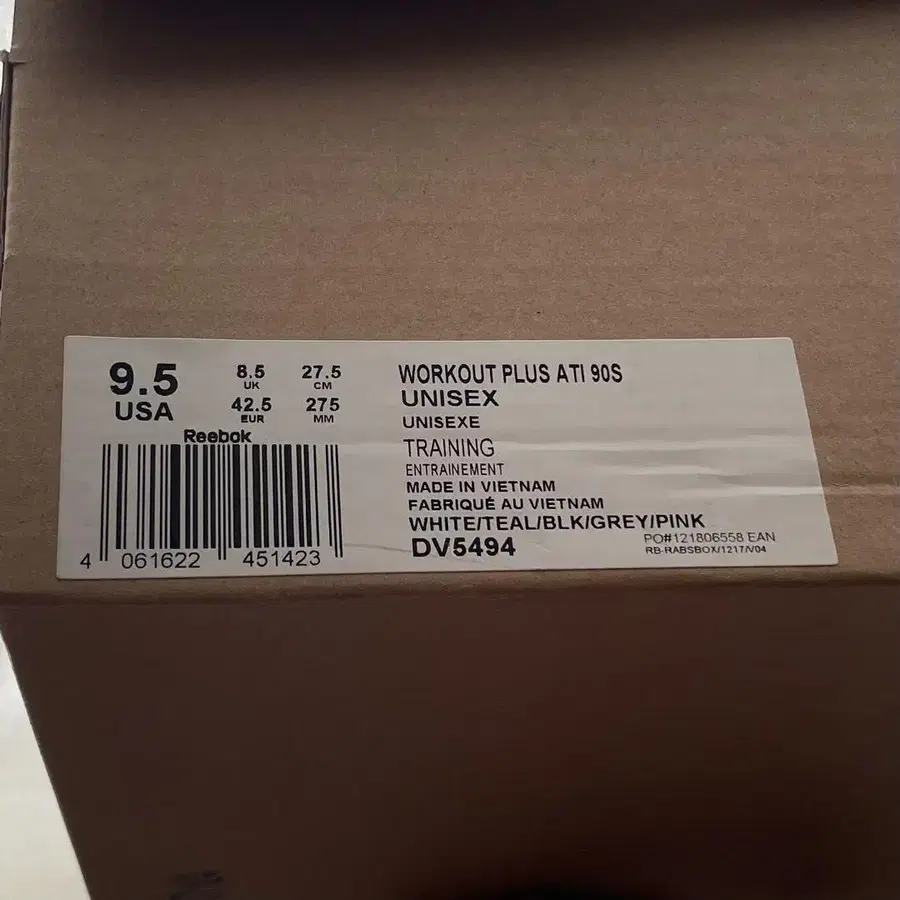 9.5
USA
8.5
UK
27.5
CM
42.5
EUR
275
MM
Reebok
4 061622 451423
WORKOUT PLUS ATI 90S
UNISEX
UNISEXE
TRAINING
ENTRAINEMENT
MADE IN VIETNAM
FABRIQUÉ AU VIETNAM
WHITE/TEAL/BLK/GREY/PINK
DV5494
PO#121806558 EAN
RB-RABSBOX/1217/V04